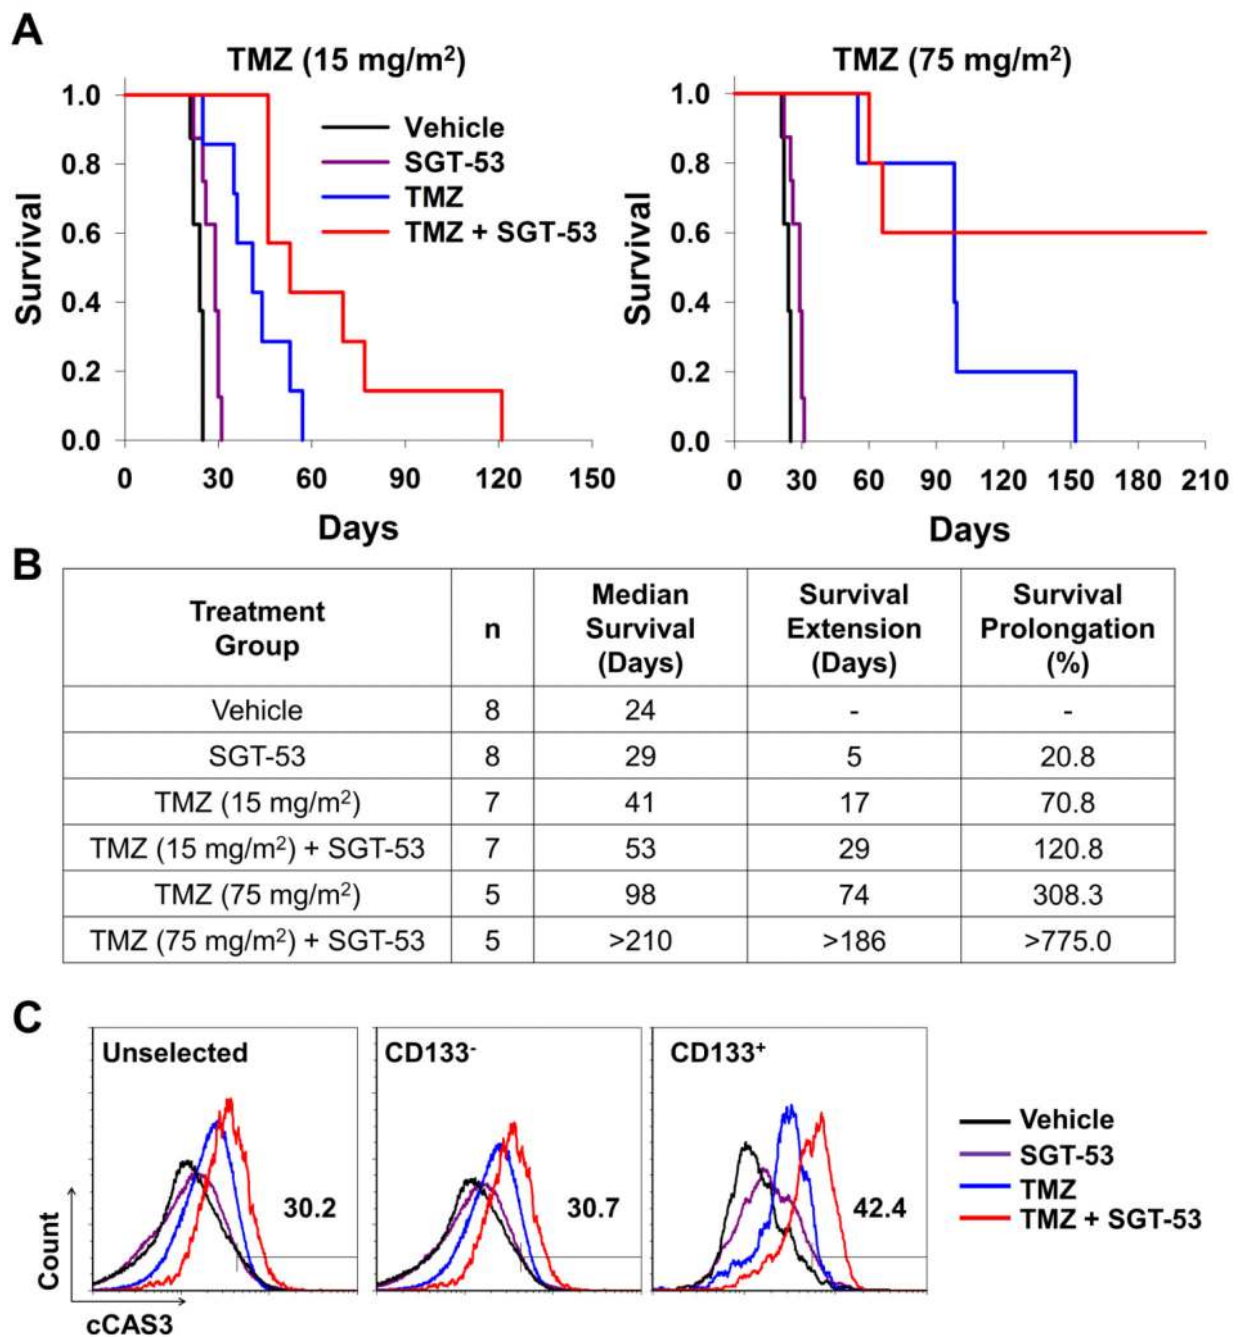 A
TMZ (15 mg/m²)
TMZ (75 mg/m²)
Survival
1.0
0.8
0.6
0.4
0.2
0.0
0 30 60 90 120 150
Days
Vehicle
SGT-53
TMZ
TMZ + SGT-53
Survival
1.0
0.8
0.6
0.4
0.2
0.0
0 30 60 90 120 150 180 210
Days
B
Treatment Group n Median Survival (Days) Survival Extension (Days) Survival Prolongation (%)
Vehicle 8 24 - -
SGT-53 8 29 5 20.8
TMZ (15 mg/m²) 7 41 17 70.8
TMZ (15 mg/m²) + SGT-53 7 53 29 120.8
TMZ (75 mg/m²) 5 98 74 308.3
TMZ (75 mg/m²) + SGT-53 5 >210 >186 >775.0
C
Unselected
30.2
CD133⁻
30.7
CD133⁺
42.4
Count
cCAS3
Vehicle
SGT-53
TMZ
TMZ + SGT-53